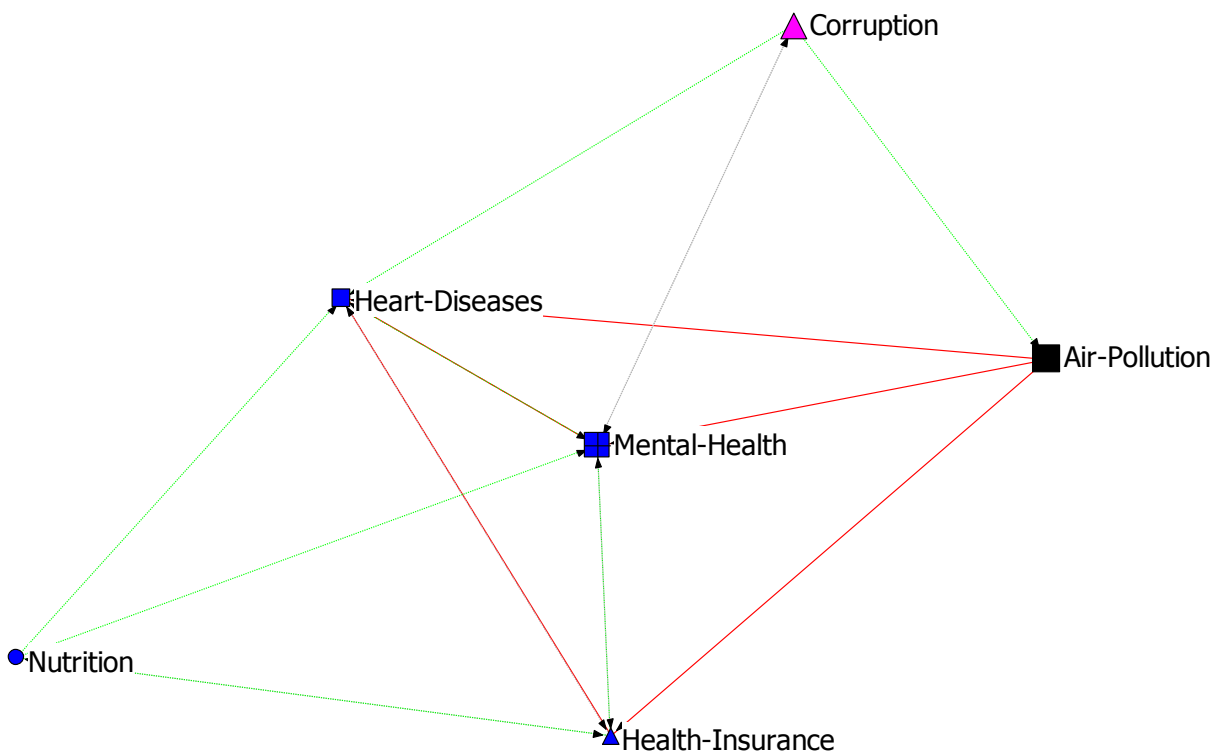 Corruption
Heart-Diseases
Air-Pollution
Mental-Health
Nutrition
Health-Insurance